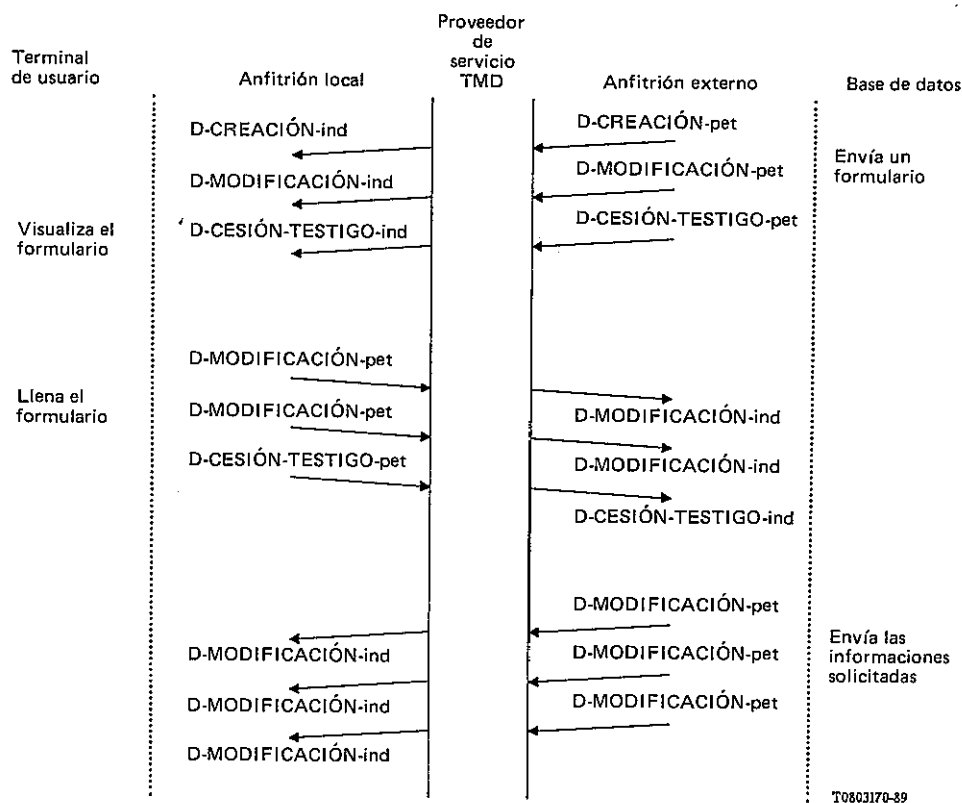 Terminal
de usuario
Anfitrión local
Proveedor
de
servicio
TMD
Anfitrión externo
Base de datos
D-CREACIÓN-ind
D-CREACIÓN-pet
D-MODIFICACIÓN-ind
D-MODIFICACIÓN-pet
Envía un
formulario
Visualiza el
formulario
D-CESIÓN-TESTIGO-ind
D-CESIÓN-TESTIGO-pet
D-MODIFICACIÓN-pet
Llena el
formulario
D-MODIFICACIÓN-pet
D-MODIFICACIÓN-ind
D-CESIÓN-TESTIGO-pet
D-MODIFICACIÓN-ind
D-CESIÓN-TESTIGO-ind
D-MODIFICACIÓN-pet
D-MODIFICACIÓN-ind
D-MODIFICACIÓN-pet
Envía las
informaciones
solicitadas
D-MODIFICACIÓN-ind
D-MODIFICACIÓN-pet
D-MODIFICACIÓN-ind
T0803170-89